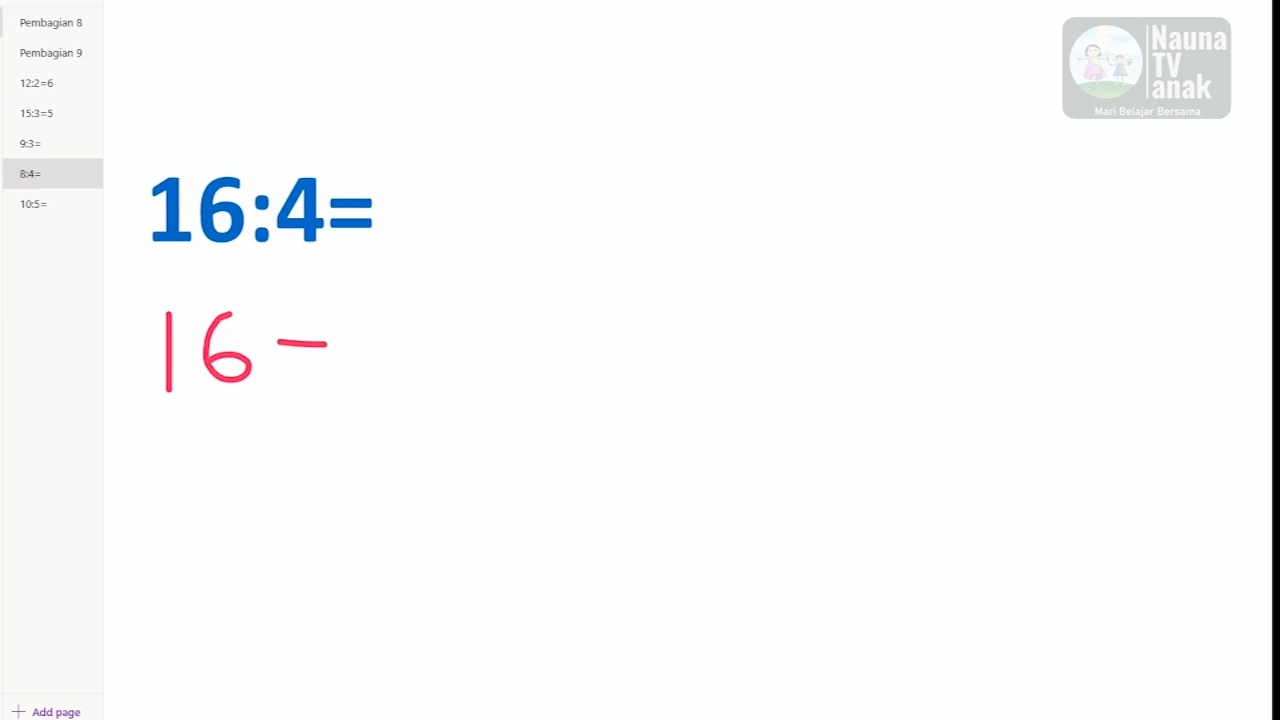 Pembagian 8
Pembagian 9
12:2=6
15:3=5
9:3=
8:4=
10:5=
Add page
16:4=
16 -
Nauna
TV
anak
Mari Belajar Bersama